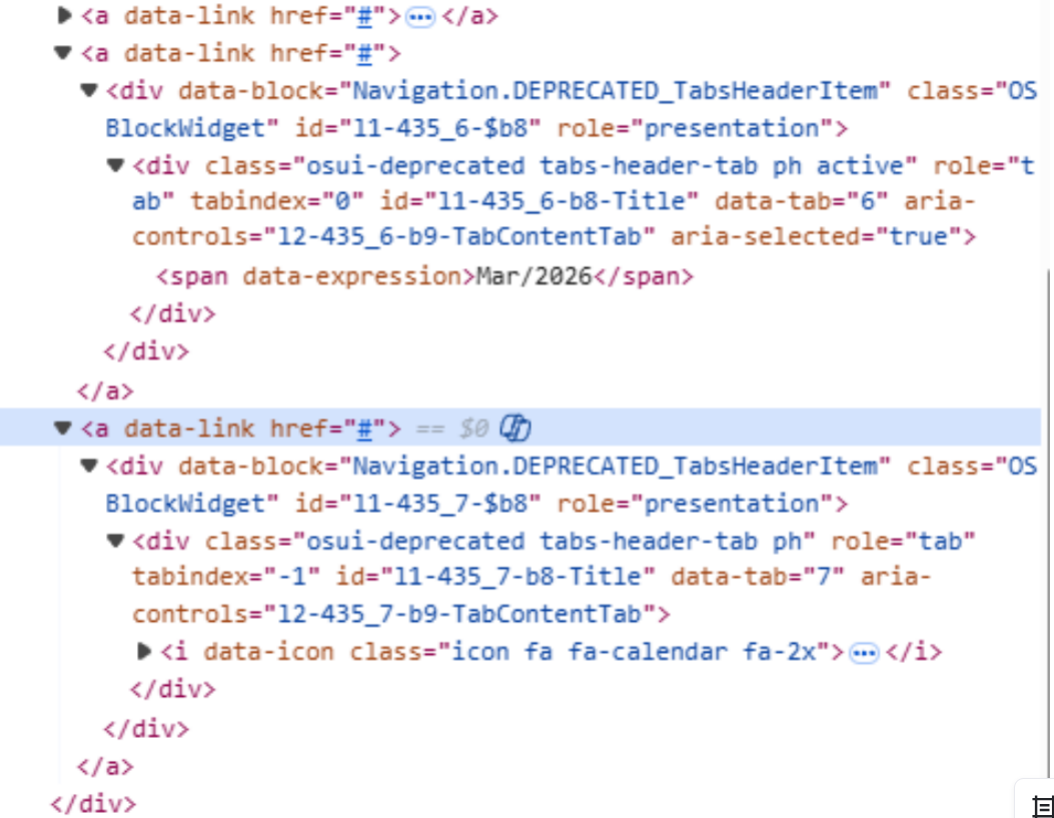 ▶<a data-link href="#">⋯</a>
▼<a data-link href="#">
▼<div data-block="Navigation.DEPRECATED_TabsHeaderItem" class="OS
BlockWidget" id="l1-435_6-$b8" role="presentation">
▼<div class="osui-deprecated tabs-header-tab ph active" role="t
ab" tabindex="0" id="l1-435_6-b8-Title" data-tab="6" aria-
controls="l2-435_6-b9-TabContentTab" aria-selected="true">
<span data-expression>Mar/2026</span>
</div>
</div>
</a>
▼<a data-link href="#"> == $0
▼<div data-block="Navigation.DEPRECATED_TabsHeaderItem" class="OS
BlockWidget" id="l1-435_7-$b8" role="presentation">
▼<div class="osui-deprecated tabs-header-tab ph" role="tab"
tabindex="-1" id="l1-435_7-b8-Title" data-tab="7" aria-
controls="l2-435_7-b9-TabContentTab">
▶<i data-icon class="icon fa fa-calendar fa-2x">⋯</i>
</div>
</div>
</a>
</div>